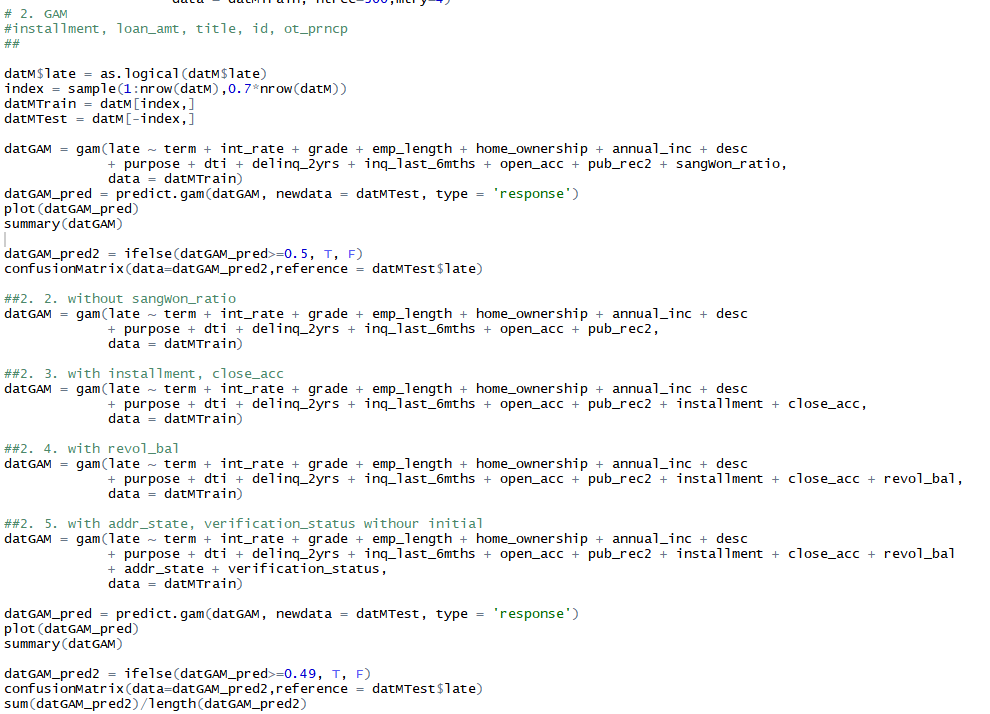 data = datMTrain, ntree=500,mtry=4)
# 2. GAM
#installment, loan_amt, title, id, ot_prncp
##
datM$late = as.logical(datM$late)
index = sample(1:nrow(datM),0.7*nrow(datM))
datMTrain = datM[index,]
datMTest = datM[-index,]
datGAM = gam(late ~ term + int_rate + grade + emp_length + home_ownership + annual_inc + desc
+ purpose + dti + delinq_2yrs + inq_last_6mths + open_acc + pub_rec2 + sangWon_ratio,
data = datMTrain)
datGAM_pred = predict.gam(datGAM, newdata = datMTest, type = 'response')
plot(datGAM_pred)
summary(datGAM)
datGAM_pred2 = ifelse(datGAM_pred>=0.5, T, F)
confusionMatrix(data=datGAM_pred2,reference = datMTest$late)
##2. 2. without sangWon_ratio
datGAM = gam(late ~ term + int_rate + grade + emp_length + home_ownership + annual_inc + desc
+ purpose + dti + delinq_2yrs + inq_last_6mths + open_acc + pub_rec2,
data = datMTrain)
##2. 3. with installment, close_acc
datGAM = gam(late ~ term + int_rate + grade + emp_length + home_ownership + annual_inc + desc
+ purpose + dti + delinq_2yrs + inq_last_6mths + open_acc + pub_rec2 + installment + close_acc,
data = datMTrain)
##2. 4. with revol_bal
datGAM = gam(late ~ term + int_rate + grade + emp_length + home_ownership + annual_inc + desc
+ purpose + dti + delinq_2yrs + inq_last_6mths + open_acc + pub_rec2 + installment + close_acc + revol_bal,
data = datMTrain)
##2. 5. with addr_state, verification_status withour initial
datGAM = gam(late ~ term + int_rate + grade + emp_length + home_ownership + annual_inc + desc
+ purpose + dti + delinq_2yrs + inq_last_6mths + open_acc + pub_rec2 + installment + close_acc + revol_bal
+ addr_state + verification_status,
data = datMTrain)
datGAM_pred = predict.gam(datGAM, newdata = datMTest, type = 'response')
plot(datGAM_pred)
summary(datGAM)
datGAM_pred2 = ifelse(datGAM_pred>=0.49, T, F)
confusionMatrix(data=datGAM_pred2,reference = datMTest$late)
sum(datGAM_pred2)/length(datGAM_pred2)